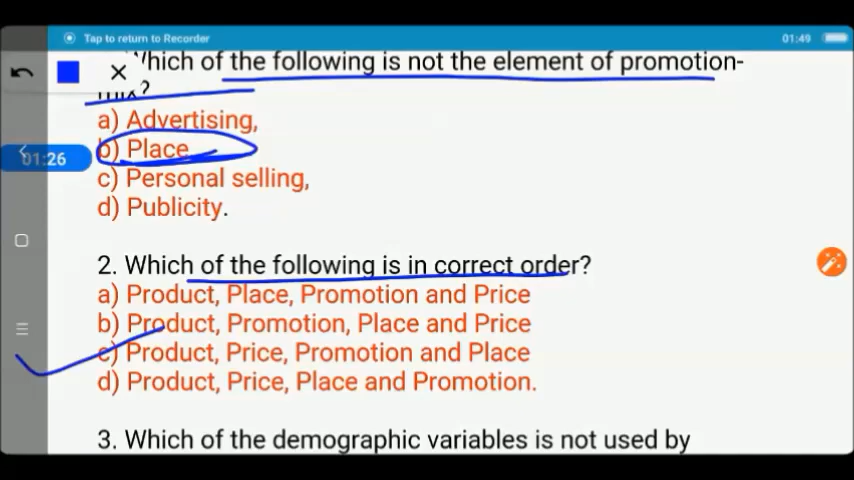 Tap to return to Recorder
01:49
Which of the following is not the element of promotion-
mix?
a) Advertising,
b) Place
01:26
c) Personal selling,
d) Publicity.
2. Which of the following is in correct order?
a) Product, Place, Promotion and Price
b) Product, Promotion, Place and Price
c) Product, Price, Promotion and Place
d) Product, Price, Place and Promotion.
3. Which of the demographic variables is not used by